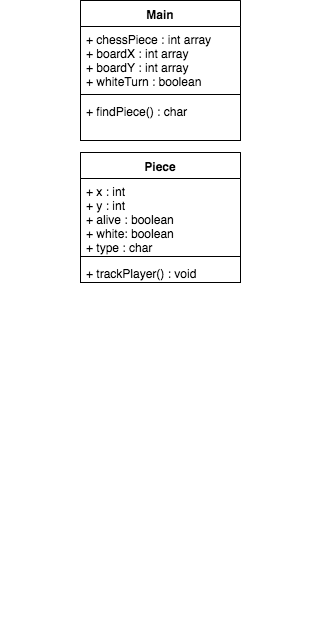 Main
+ chessPiece : int array
+ boardX : int array
+ boardY : int array
+ whiteTurn : boolean
+ findPiece() : char
Piece
+ x : int
+ y : int
+ alive : boolean
+ white: boolean
+ type : char
+ trackPlayer() : void